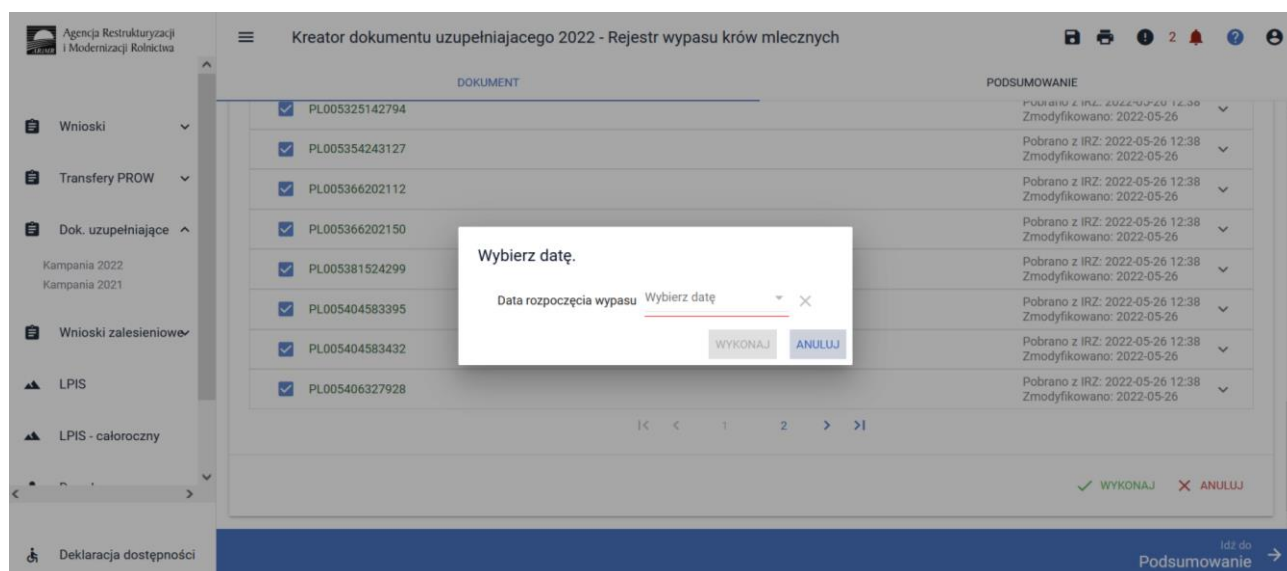 Agencja Restrukturyzacji
i Modernizacji Rolnictwa
Kreator dokumentu uzupełniajacego 2022 - Rejestr wypasu krów mlecznych
2
DOKUMENT
PODSUMOWANIE
Wnioski
Transfery PROW
Dok. uzupełniające
Kampania 2022
Kampania 2021
Wnioski zalesieniowe
LPIS
LPIS - całoroczny
Deklaracja dostępności
PL005325142794
Pobrano z IRZ: 2022-05-26 12:38
Zmodyfikowano: 2022-05-26
PL005354243127
Pobrano z IRZ: 2022-05-26 12:38
Zmodyfikowano: 2022-05-26
PL005366202112
Pobrano z IRZ: 2022-05-26 12:38
Zmodyfikowano: 2022-05-26
PL005366202150
Pobrano z IRZ: 2022-05-26 12:38
Zmodyfikowano: 2022-05-26
PL005381524299
Pobrano z IRZ: 2022-05-26 12:38
Zmodyfikowano: 2022-05-26
PL005404583395
Pobrano z IRZ: 2022-05-26 12:38
Zmodyfikowano: 2022-05-26
PL005404583432
Pobrano z IRZ: 2022-05-26 12:38
Zmodyfikowano: 2022-05-26
PL005406327928
Pobrano z IRZ: 2022-05-26 12:38
Zmodyfikowano: 2022-05-26
Wybierz datę.
Data rozpoczęcia wypasu Wybierz datę
WYKONAJ ANULUJ
1 2
WYKONAJ ANULUJ
Idź do
Podsumowanie